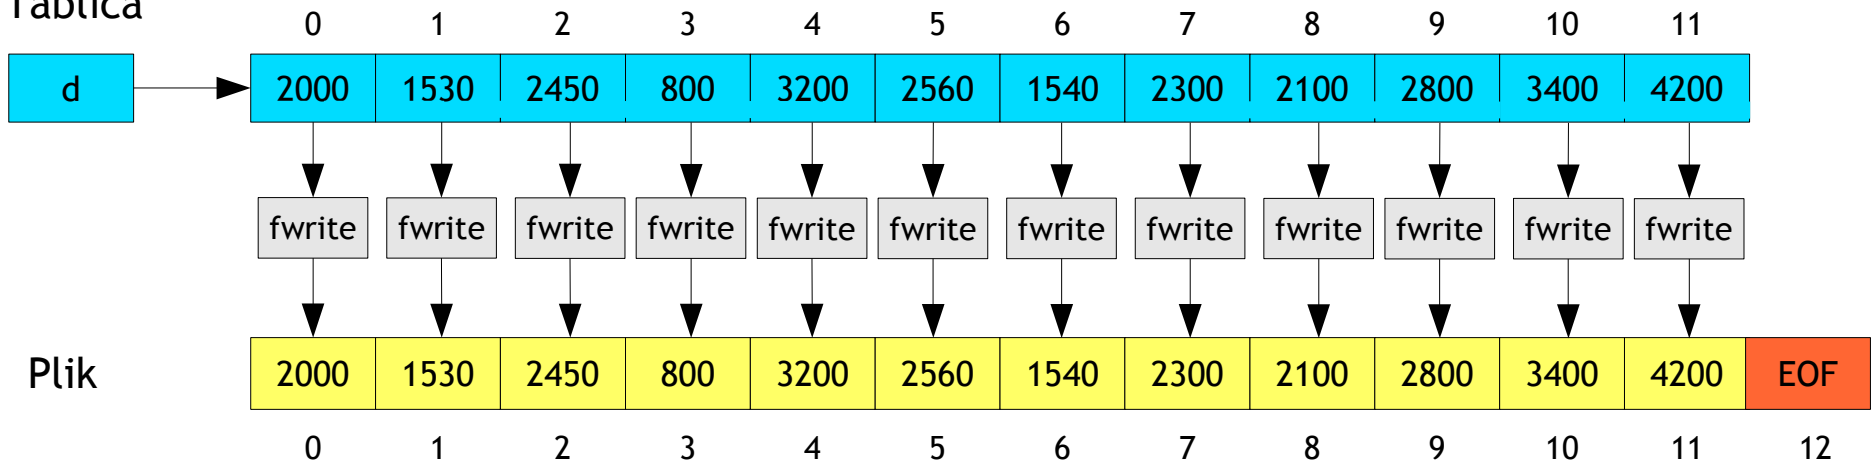 Tablica
0 1 2 3 4 5 6 7 8 9 10 11
d 2000 1530 2450 800 3200 2560 1540 2300 2100 2800 3400 4200
fwrite fwrite fwrite fwrite fwrite fwrite fwrite fwrite fwrite fwrite fwrite fwrite
Plik 2000 1530 2450 800 3200 2560 1540 2300 2100 2800 3400 4200 EOF
0 1 2 3 4 5 6 7 8 9 10 11 12